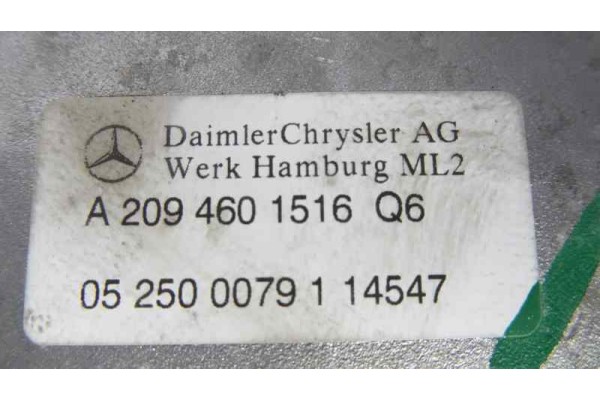 DaimlerChrysler AG
Werk Hamburg ML2
A 209 460 1516 Q6
05 250 0079 1 14547